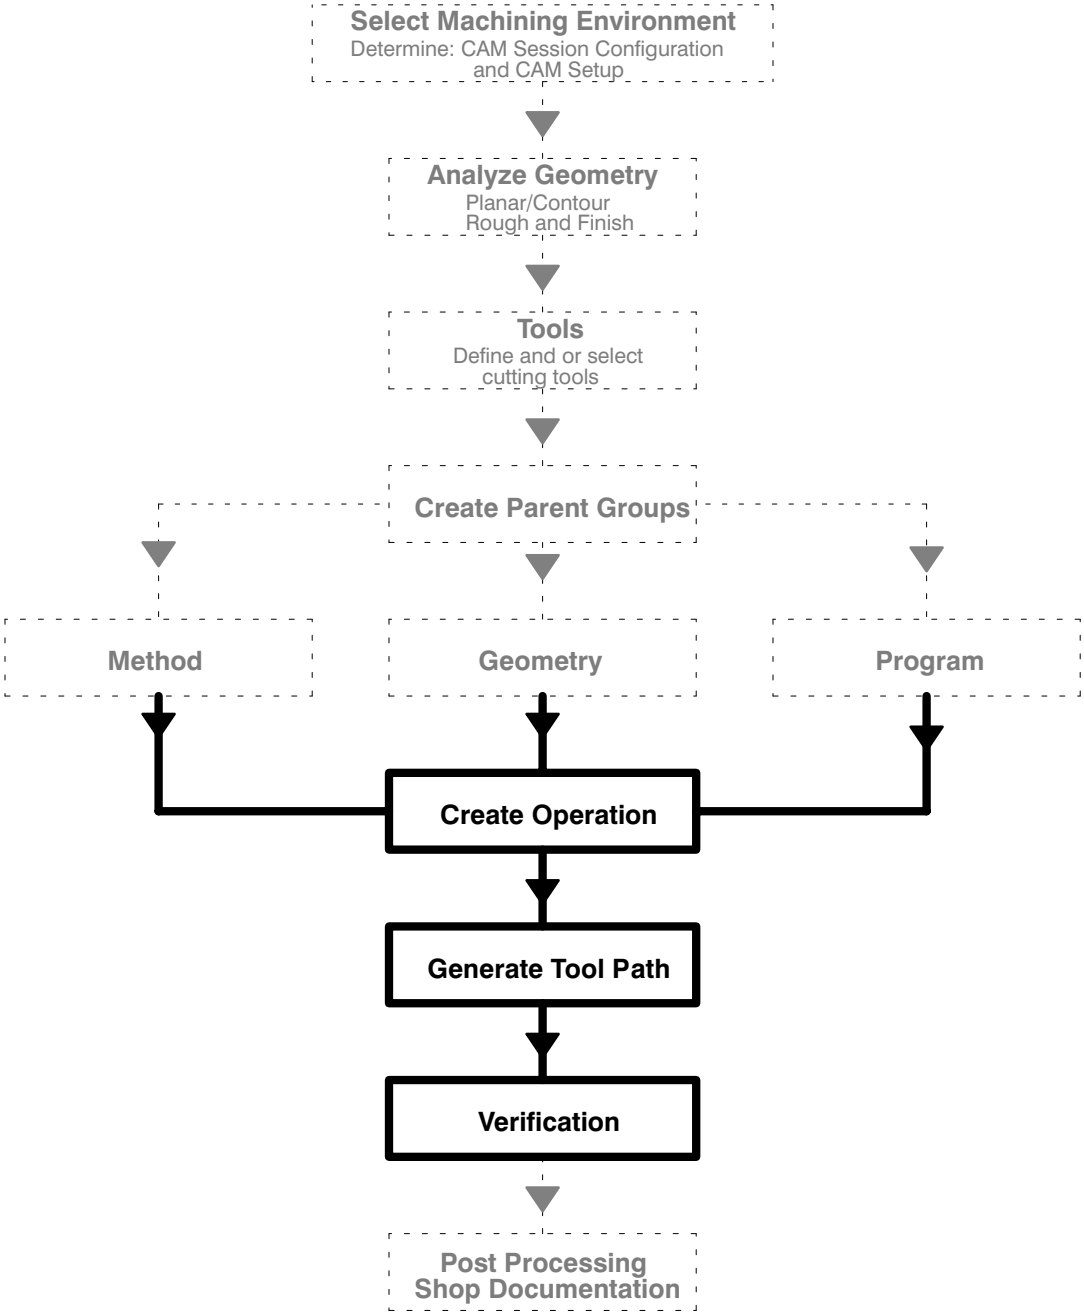 Select Machining Environment
Determine: CAM Session Configuration
and CAM Setup
Analyze Geometry
Planar/Contour
Rough and Finish
Tools
Define and or select
cutting tools
Create Parent Groups
Method
Geometry
Program
Create Operation
Generate Tool Path
Verification
Post Processing
Shop Documentation